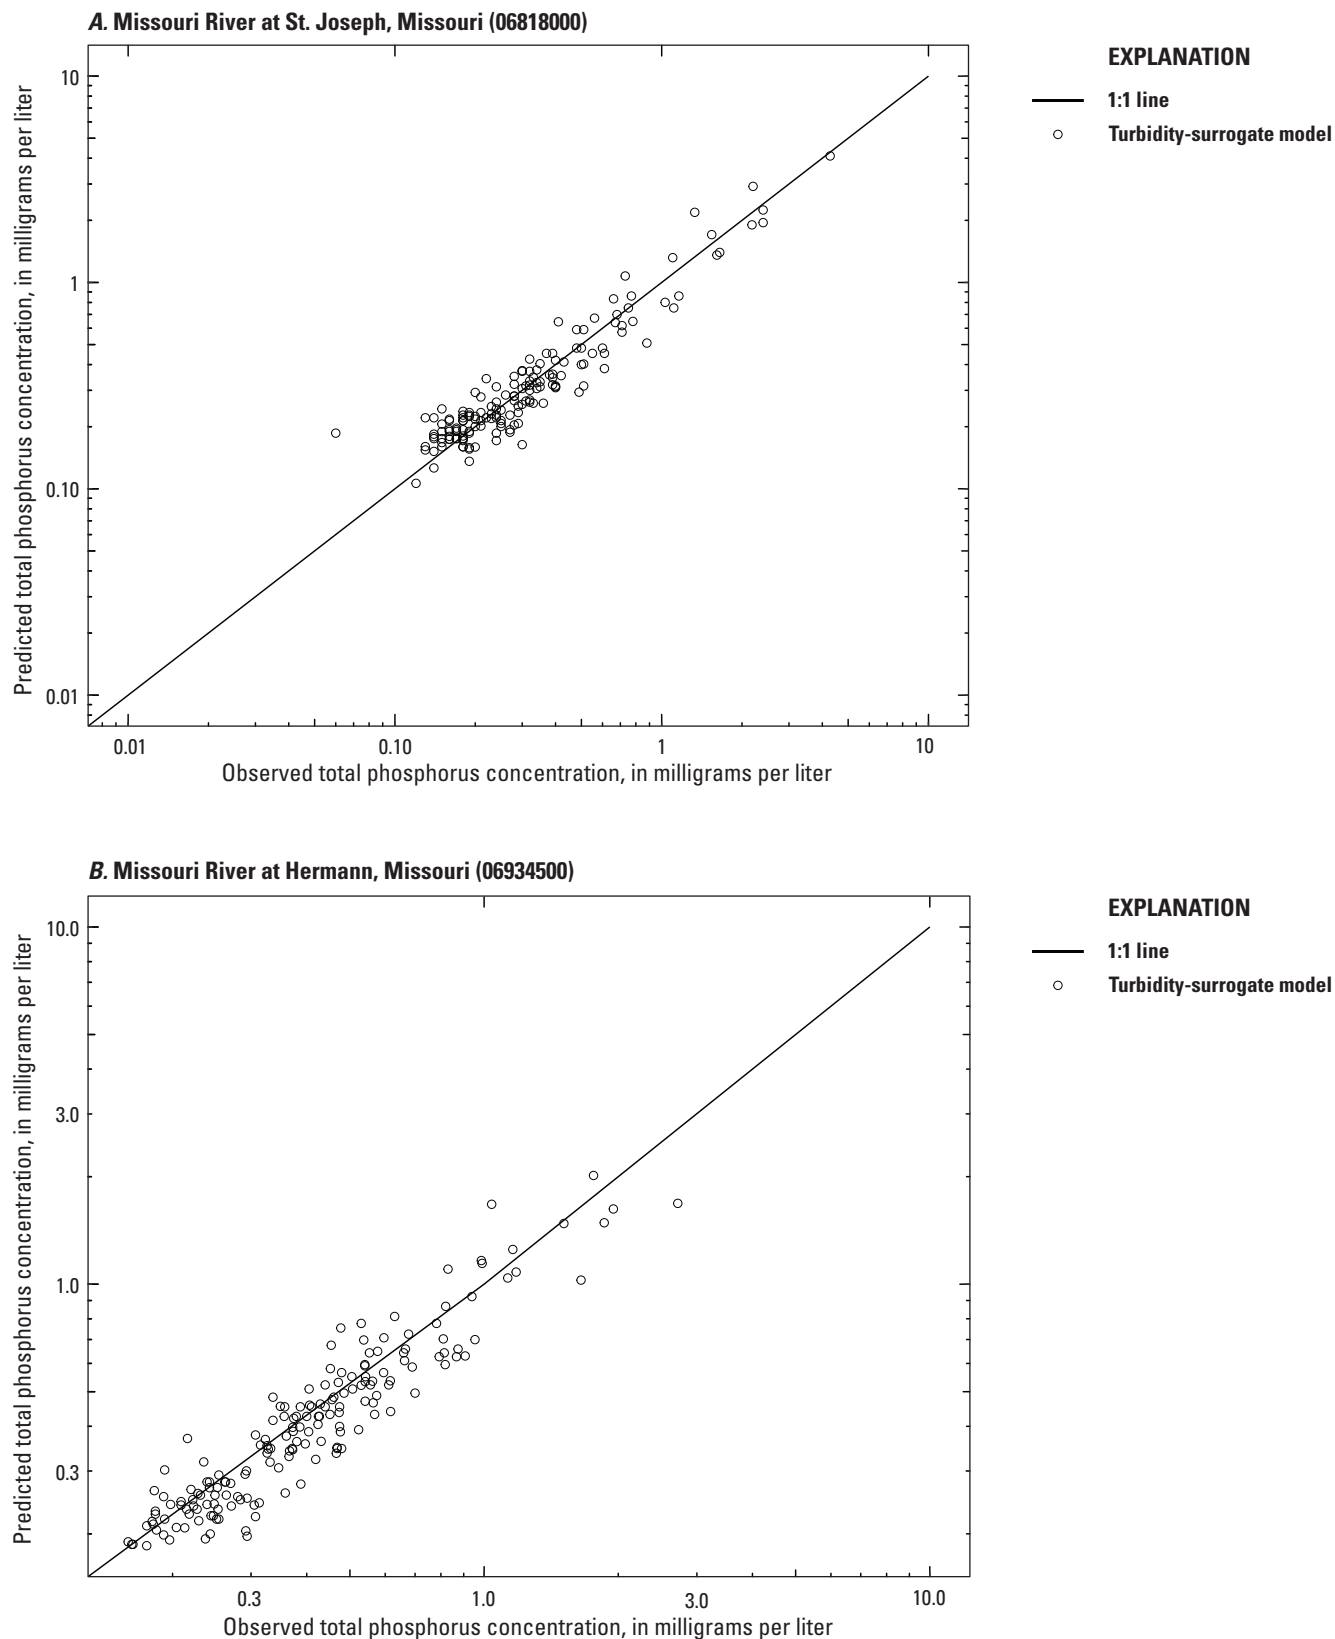 A. Missouri River at St. Joseph, Missouri (06818000)
Predicted total phosphorus concentration, in milligrams per liter
10
1
0.10
0.01
0.01
0.10
1
10
Observed total phosphorus concentration, in milligrams per liter
EXPLANATION
1:1 line
Turbidity-surrogate model
B. Missouri River at Hermann, Missouri (06934500)
Predicted total phosphorus concentration, in milligrams per liter
10.0
3.0
1.0
0.3
0.3
1.0
3.0
10.0
Observed total phosphorus concentration, in milligrams per liter
EXPLANATION
1:1 line
Turbidity-surrogate model